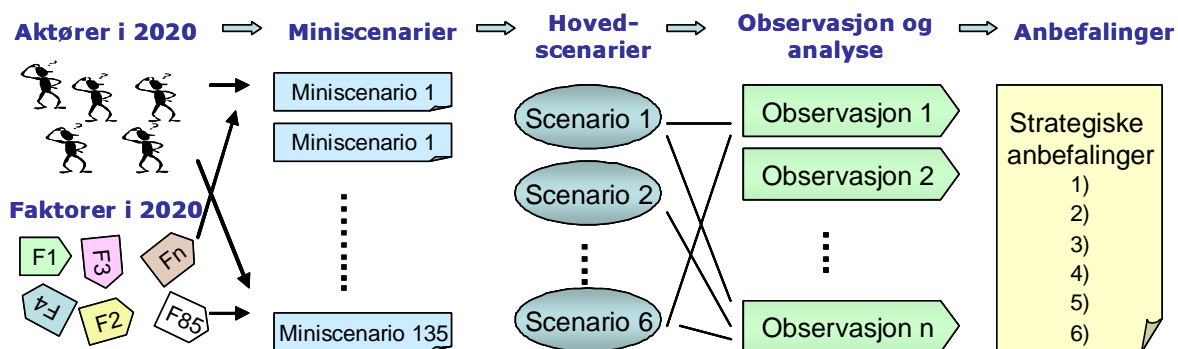 Aktører i 2020
Miniscenarier
Hoved-
scenarier
Observasjon og
analyse
Anbefalinger
Faktorer i 2020
F1
F3
Fn
F4
F2
F85
Miniscenario 1
Miniscenario 1
Miniscenario 135
Scenario 1
Scenario 2
Scenario 6
Observasjon 1
Observasjon 2
Observasjon n
Strategiske
anbefalinger
1)
2)
3)
4)
5)
6)